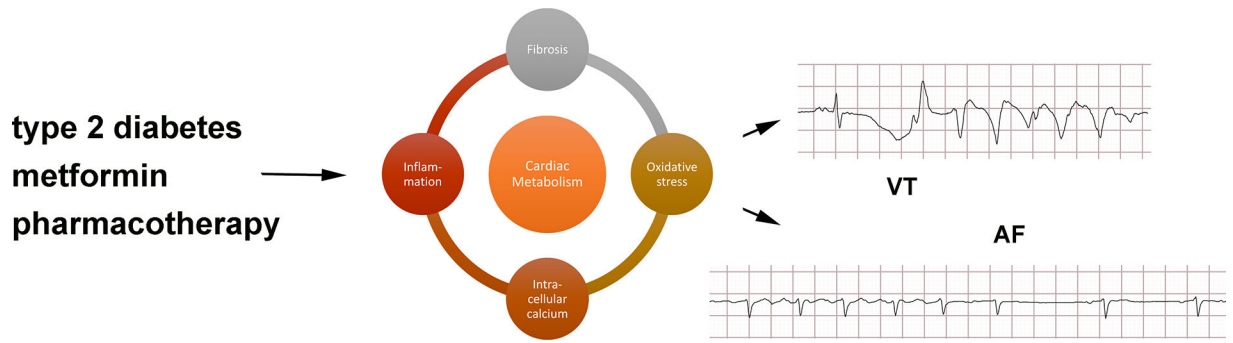 type 2 diabetes
metformin
pharmacotherapy
Fibrosis
Inflam-
mation
Cardiac
Metabolism
Oxidative
stress
Intra-
cellular
calcium
VT
AF